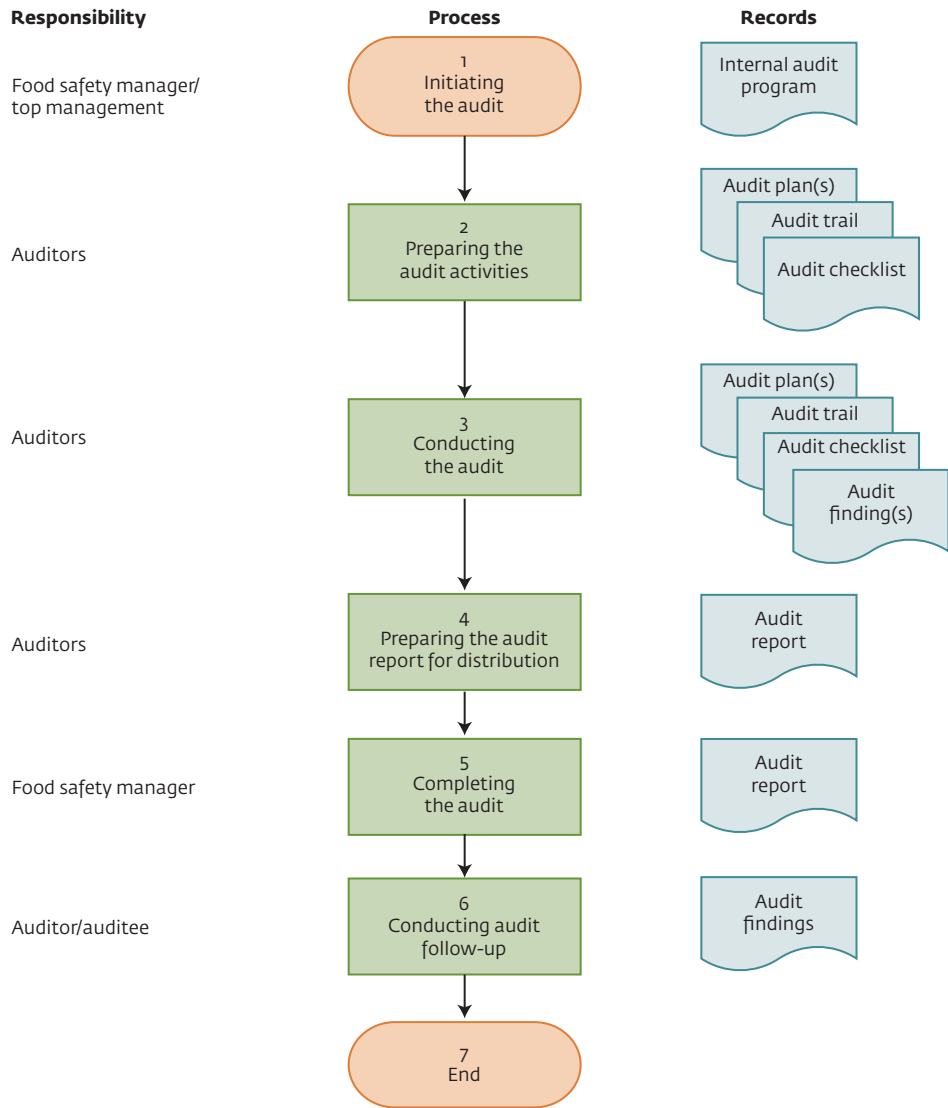 Responsibility
Process
Records
Food safety manager/
top management
1
Initiating
the audit
Internal audit
program
Auditors
2
Preparing the
audit activities
Audit plan(s)
Audit trail
Audit checklist
Auditors
3
Conducting
the audit
Audit plan(s)
Audit trail
Audit checklist
Audit
finding(s)
Auditors
4
Preparing the audit
report for distribution
Audit
report
Food safety manager
5
Completing
the audit
Audit
report
Auditor/auditee
6
Conducting audit
follow-up
Audit
findings
7
End